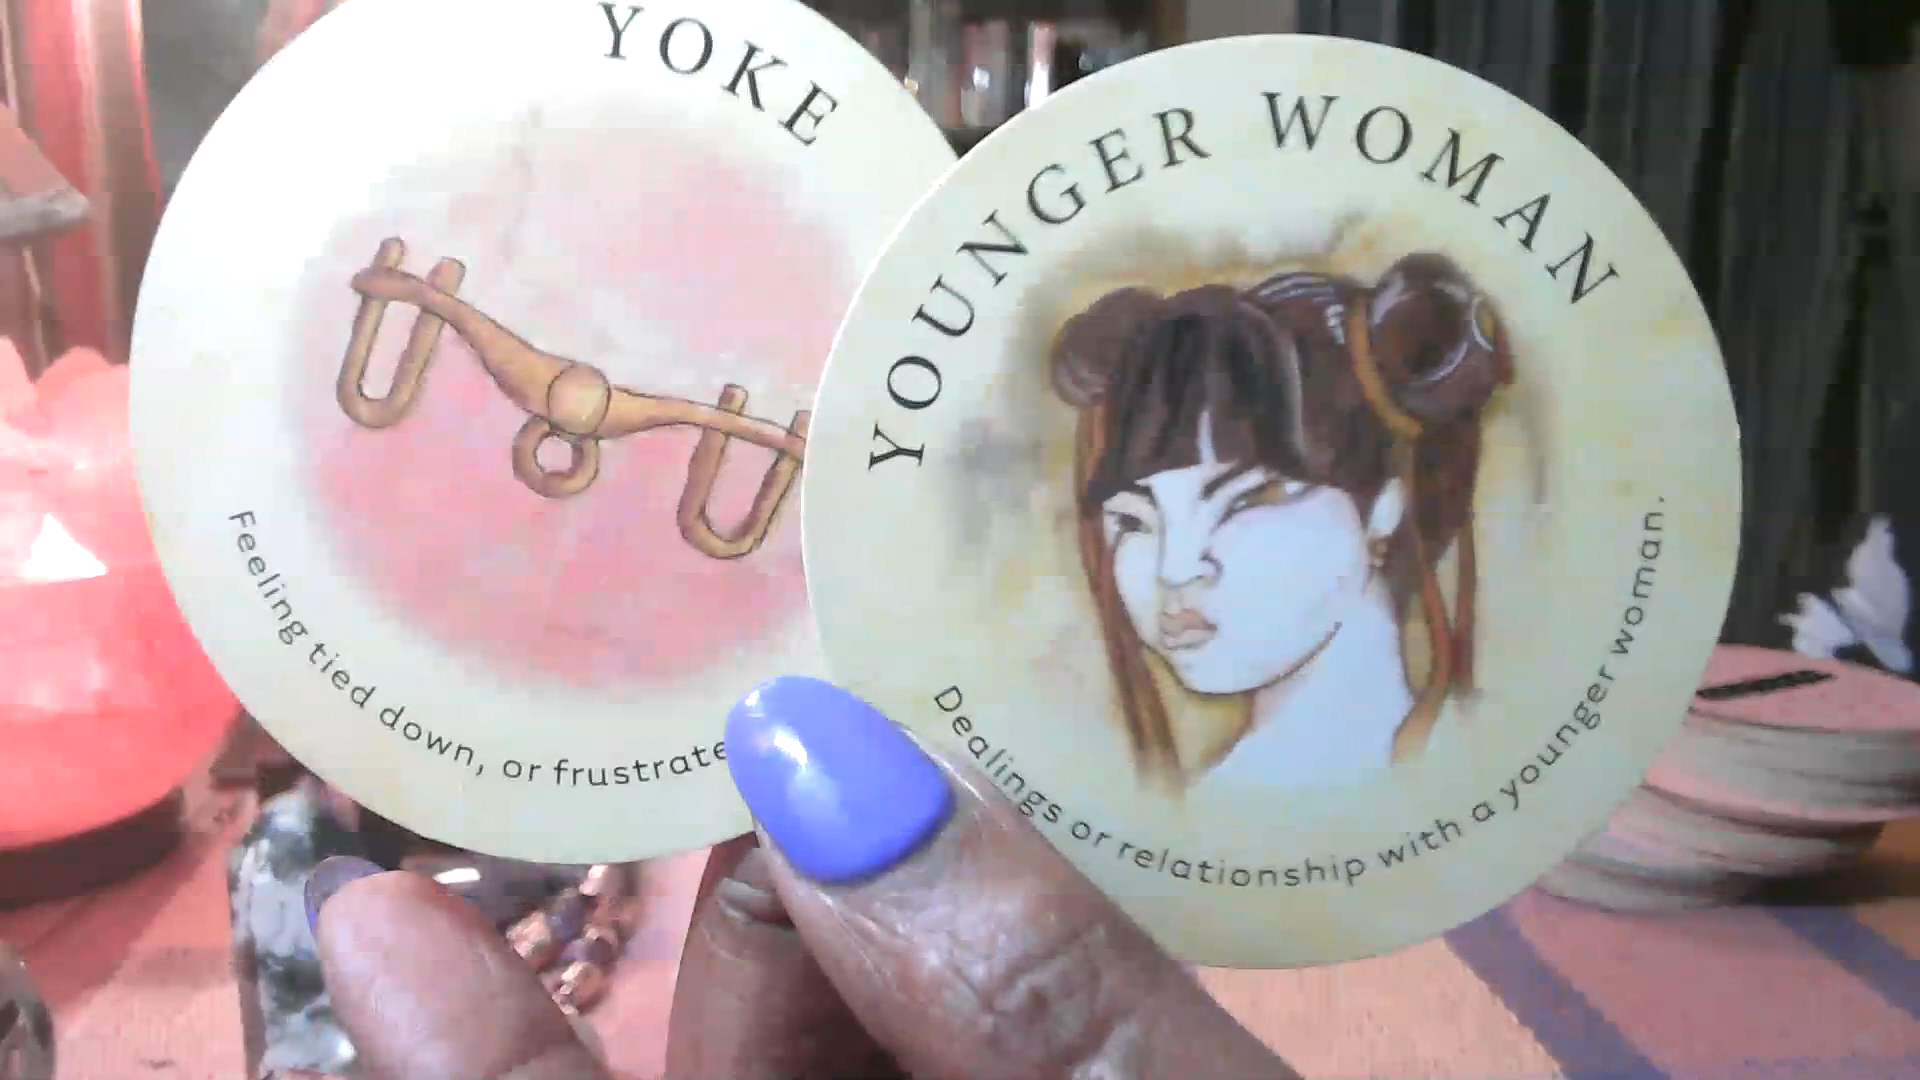 YOKE
Feeling tied down, or frustrate
YOUNGER WOMAN
Dealings or relationship with a younger woman.